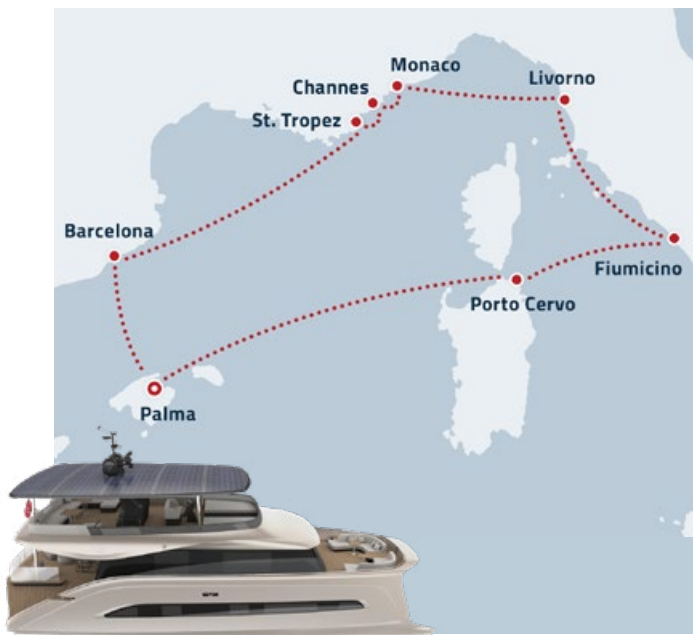 Monaco
Livorno
Channes
St. Tropez
Barcelona
Fiumicino
Porto Cervo
Palma